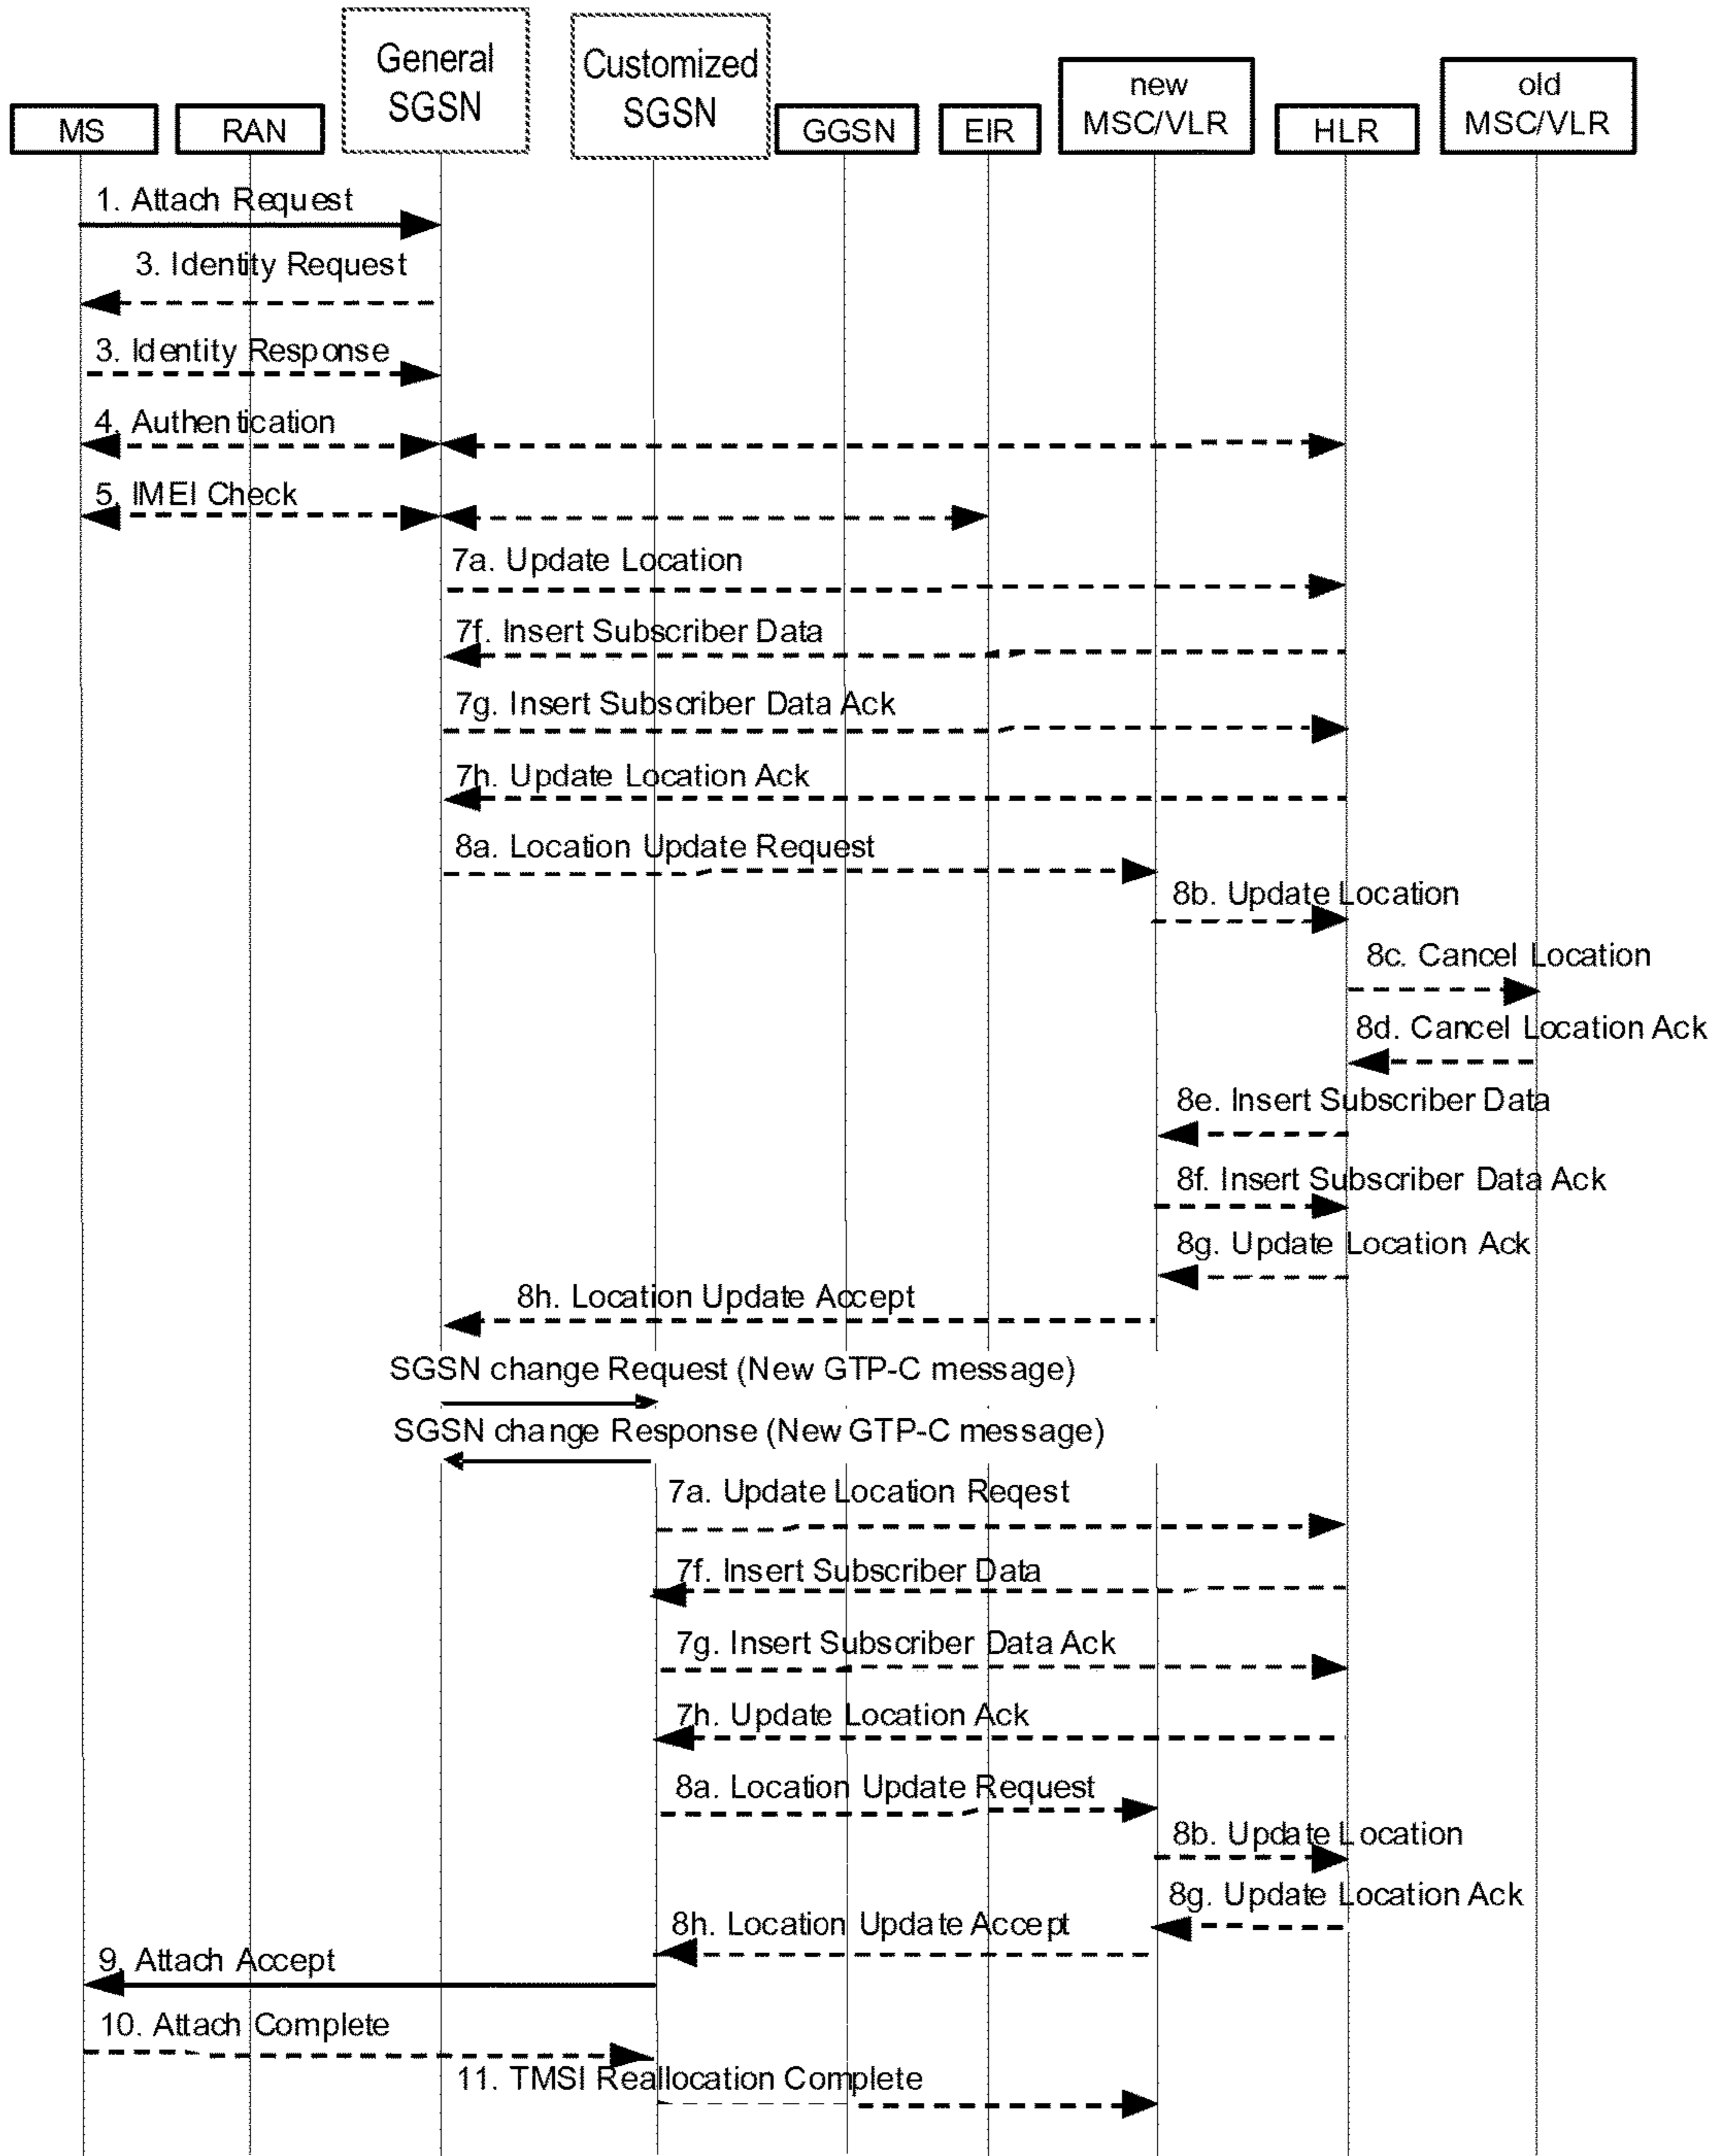 General
SGSN
Customized
SGSN
new
MSC/VLR
old
MSC/VLR
MS
RAN
GGSN
EIR
HLR
1. Attach Request
3. Identity Request
3. Identity Response
4. Authentication
5. IMEI Check
7a. Update Location
7f. Insert Subscriber Data
7g. Insert Subscriber Data Ack
7h. Update Location Ack
8a. Location Update Request
8b. Update Location
8c. Cancel Location
8d. Cancel Location Ack
8e. Insert Subscriber Data
8f. Insert Subscriber Data Ack
8g. Update Location Ack
8h. Location Update Accept
SGSN change Request (New GTP-C message)
SGSN change Response (New GTP-C message)
7a. Update Location Reqest
7f. Insert Subscriber Data
7g. Insert Subscriber Data Ack
7h. Update Location Ack
8a. Location Update Request
8b. Update Location
8g. Update Location Ack
8h. Location Update Accept
9. Attach Accept
10. Attach Complete
11. TMSI Reallocation Complete